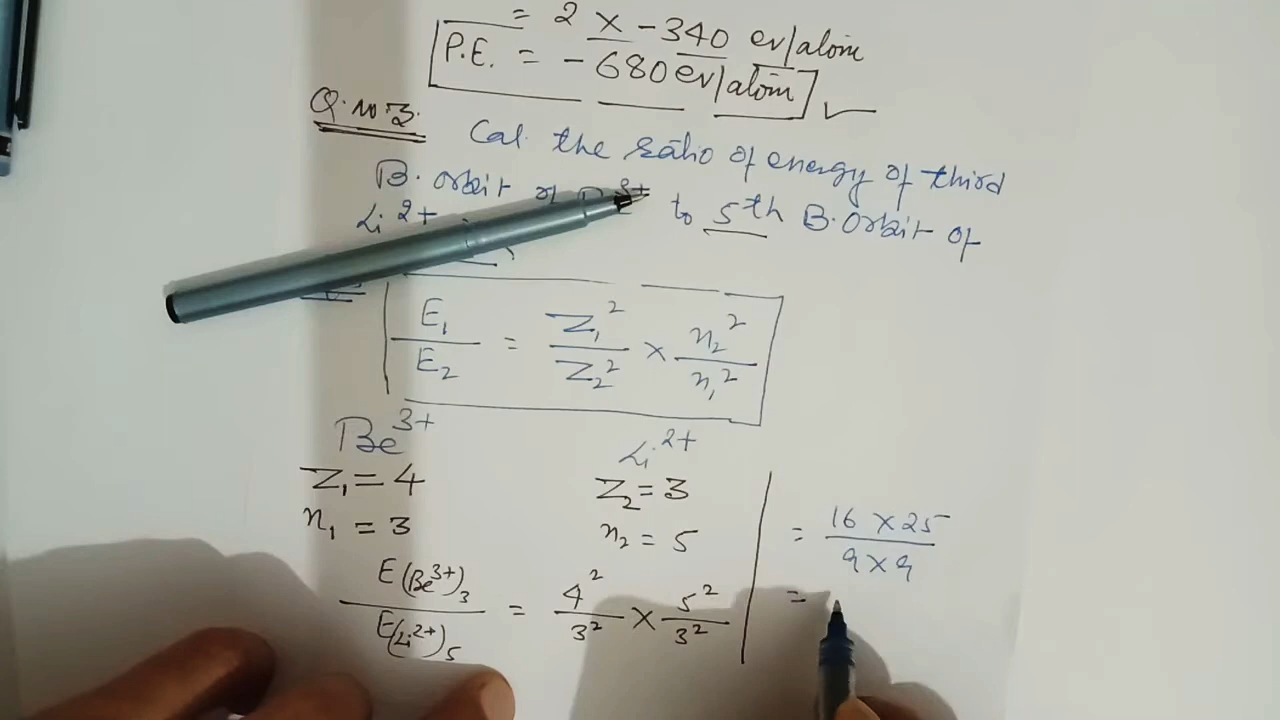 = 2 × -340 ev/atom
P.E. = -680 ev/atom
Q.No 3. Cal. the ratio of energy of third
B. orbit of 3+ to 5th B. Orbit of
Li2+
E1/E2 = Z1²/Z2² × n2²/n1²
Be3+ Li2+
Z1 = 4 Z2 = 3
n1 = 3 n2 = 5
E(Be3+)3/E(Li2+)5 = 4²/3² × 5²/3²
= 16 × 25/9 × 9
=